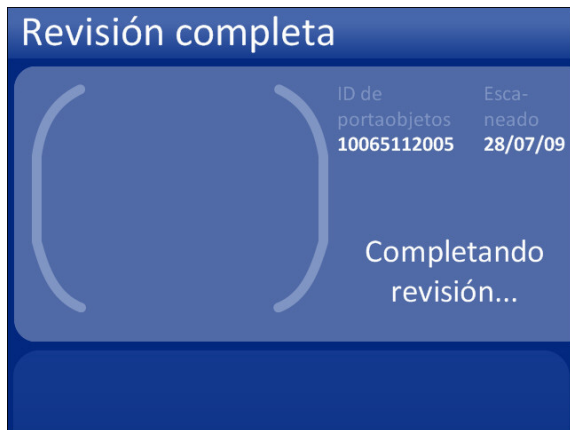 Revisión completa
ID de
portaobjetos
10065112005
Esca-
neado
28/07/09
Completando
revisión...